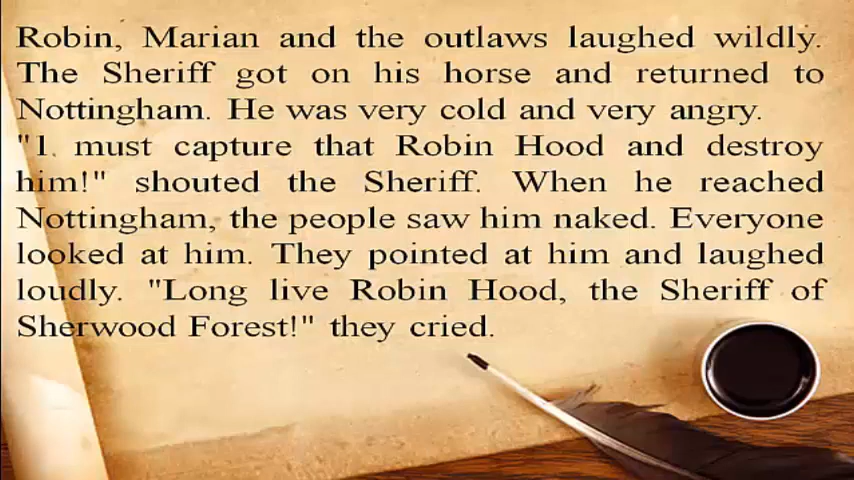 Robin, Marian and the outlaws laughed wildly.
The Sheriff got on his horse and returned to
Nottingham. He was very cold and very angry.
"1 must capture that Robin Hood and destroy
him!" shouted the Sheriff. When he reached
Nottingham, the people saw him naked. Everyone
looked at him. They pointed at him and laughed
loudly. "Long live Robin Hood, the Sheriff of
Sherwood Forest!" they cried.